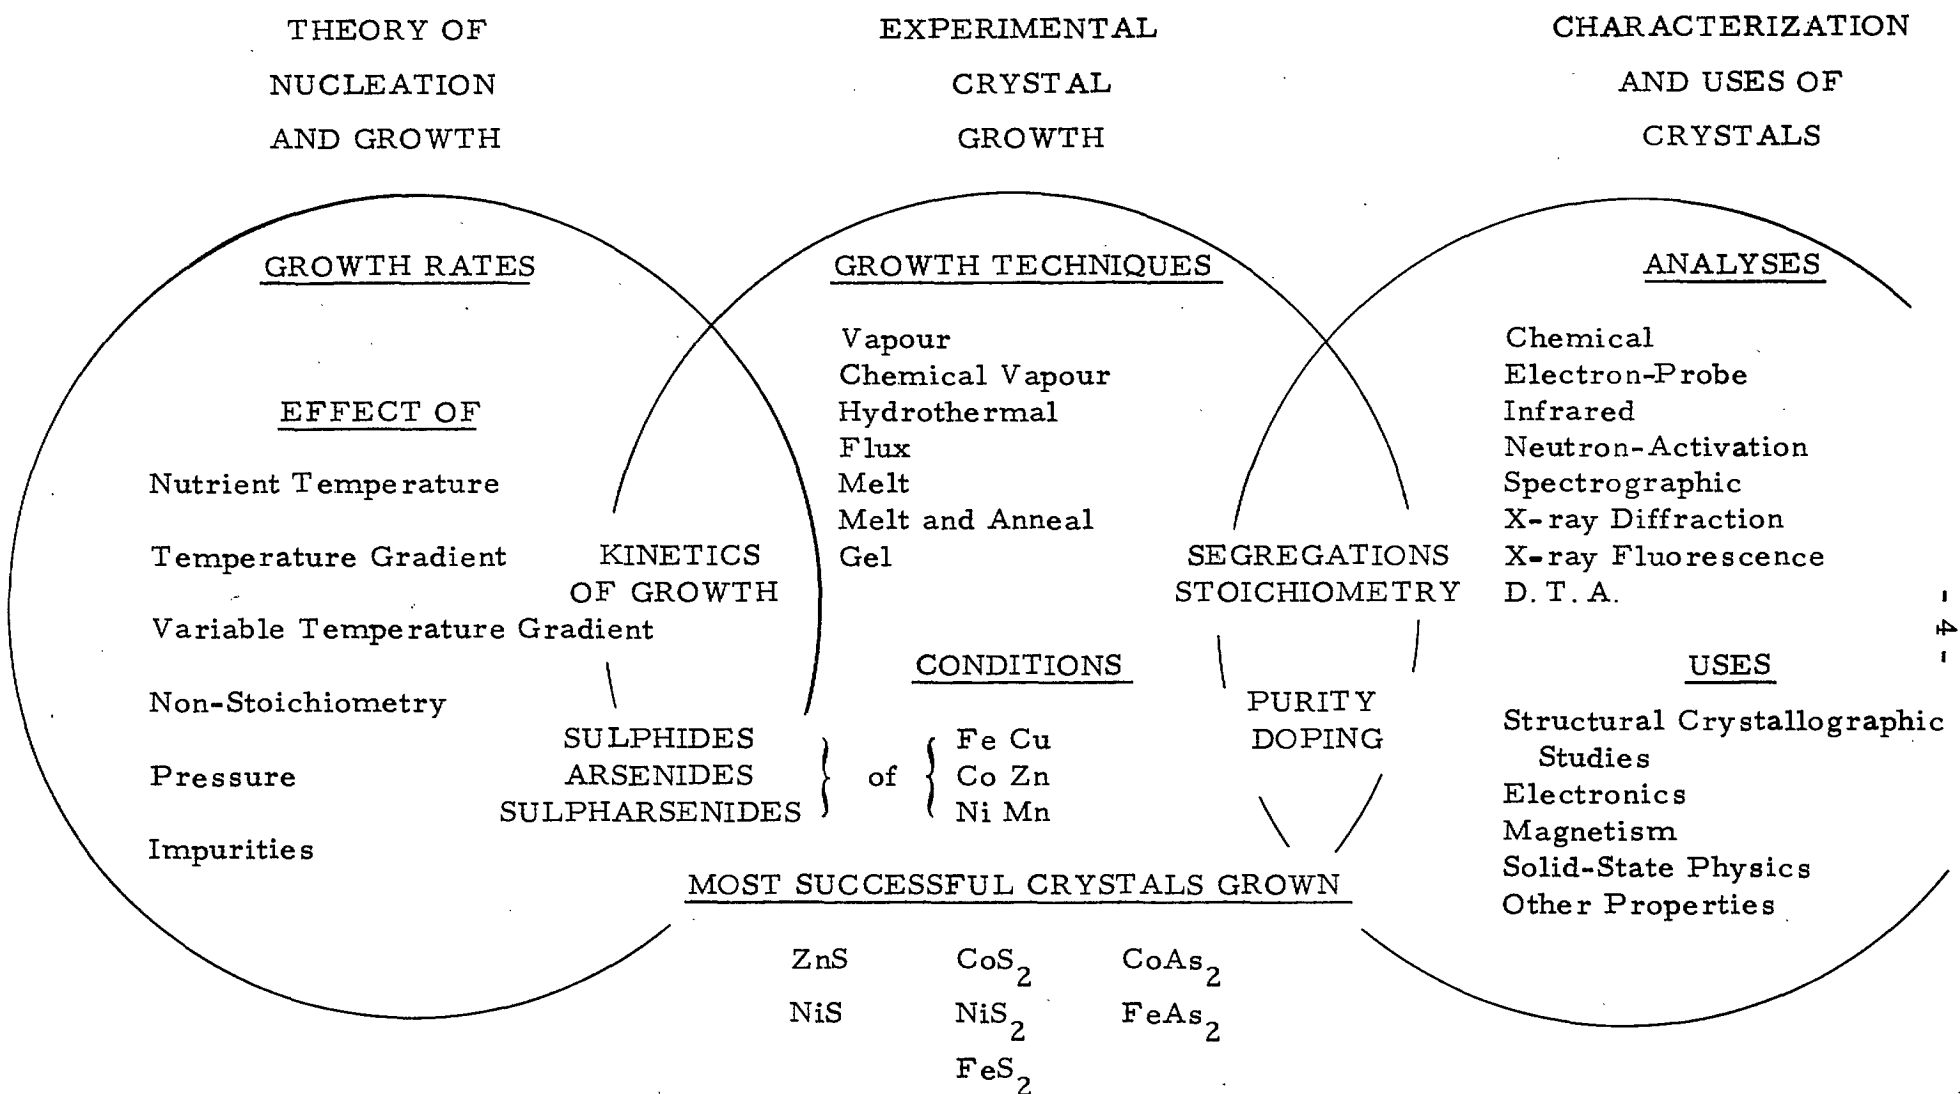 THEORY OF
NUCLEATION
AND GROWTH
EXPERIMENTAL
CRYSTAL
GROWTH
CHARACTERIZATION
AND USES OF
CRYSTALS
GROWTH RATES
EFFECT OF
Nutrient Temperature
Temperature Gradient
Variable Temperature Gradient
Non-Stoichiometry
Pressure
Impurities
KINETICS
OF GROWTH
GROWTH TECHNIQUES
Vapour
Chemical Vapour
Hydrothermal
Flux
Melt
Melt and Anneal
Gel
CONDITIONS
SULPHIDES
ARSENIDES
SULPHARSENIDES
} of {
Fe Cu
Co Zn
Ni Mn
SEGREGATIONS
STOICHIOMETRY
PURITY
DOPING
ANALYSES
Chemical
Electron-Probe
Infrared
Neutron-Activation
Spectrographic
X-ray Diffraction
X-ray Fluorescence
D.T.A.
USES
Structural Crystallographic
Studies
Electronics
Magnetism
Solid-State Physics
Other Properties
MOST SUCCESSFUL CRYSTALS GROWN
ZnS CoS2 CoAs2
NiS NiS2 FeAs2
FeS2
- 4 -